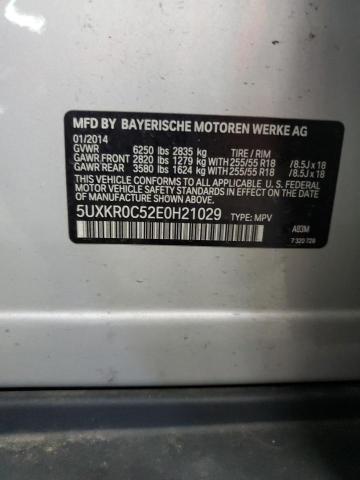 MFD BY BAYERISCHE MOTOREN WERKE AG
01/2014
GVWR 6250 lbs 2835 kg TIRE / RIM
GAWR.FRONT 2820 lbs 1279 kg WITH 255/55 R18 /8.5J x 18
GAWR.REAR 3580 lbs 1624 kg WITH 255/55 R18 /8.5J x 18
THIS VEHICLE CONFORMS TO ALL APPLICABLE
FEDERAL MOTOR VEHICLE SAFETY STANDARDS IN
EFFECT ON THE DATE OF MANUFACTURE SHOWN ABOVE.
5UXKR0C52E0H21029 TYPE: MPV
A83M
7 320 728